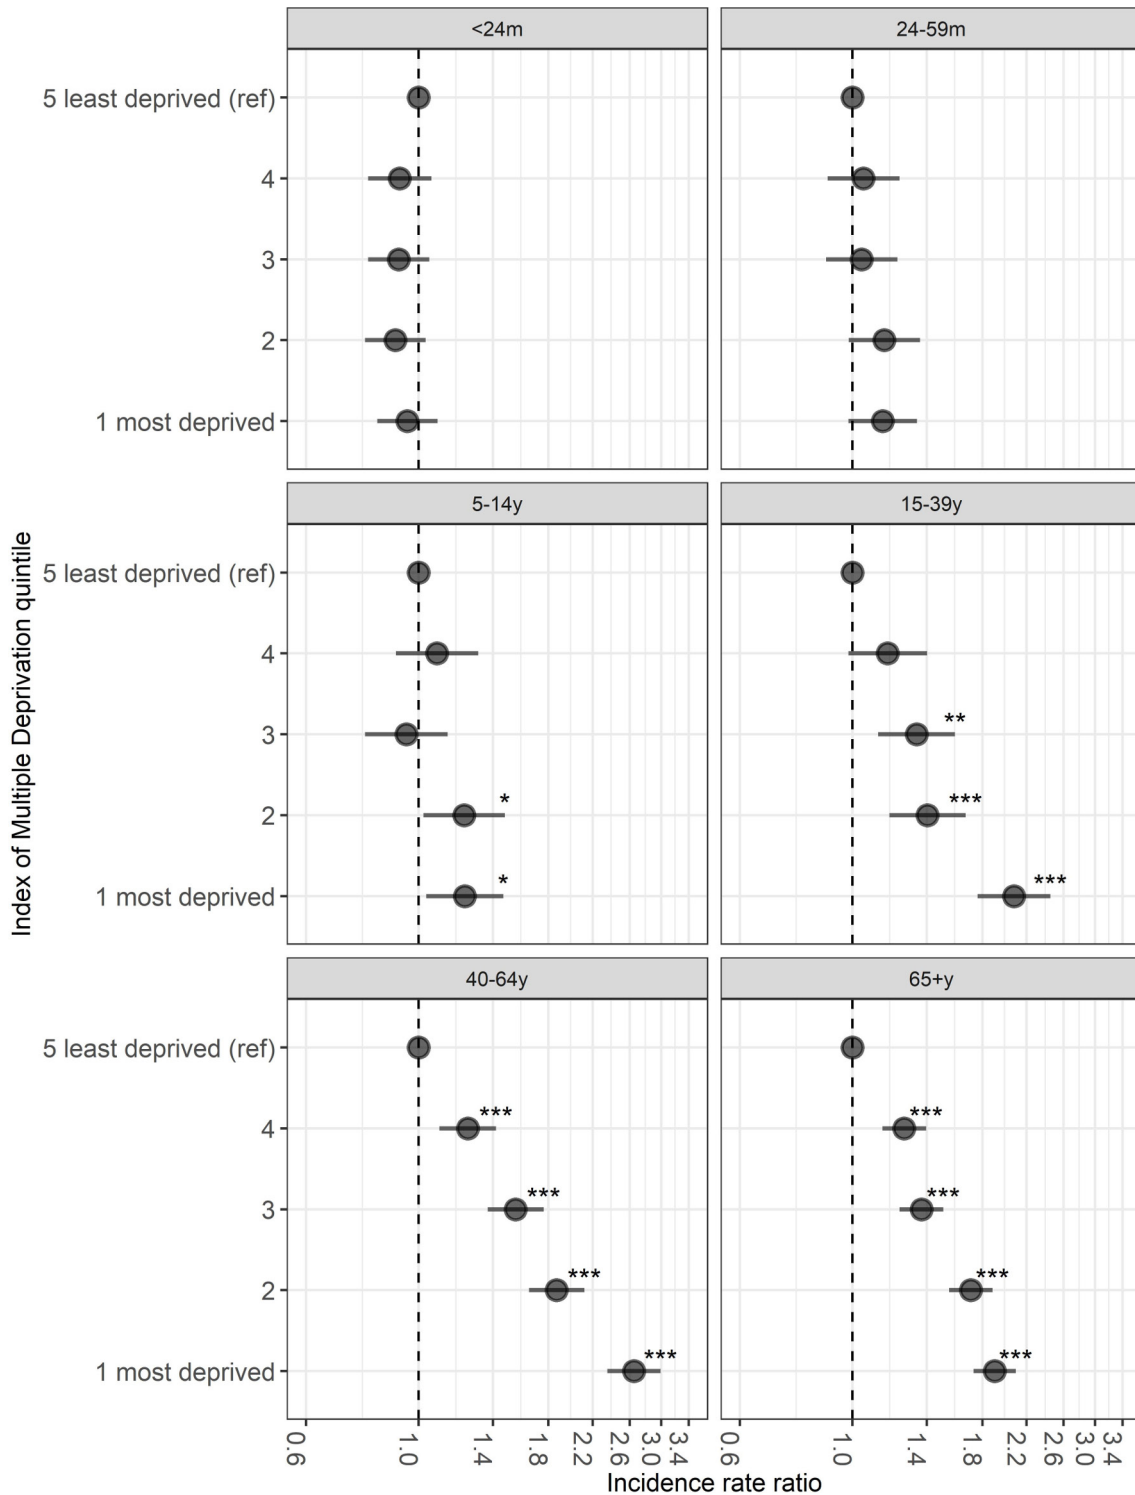 <24m
24-59m
5 least deprived (ref)
4
3
2
1 most deprived
5-14y
15-39y
5 least deprived (ref)
4
3
**
2
*
***
1 most deprived
*
***
Index of Multiple Deprivation quintile
40-64y
65+y
5 least deprived (ref)
4
***
***
3
***
***
2
***
***
1 most deprived
***
***
0.6 1.0 1.4 1.8 2.2 2.6 3.0 3.4
0.6 1.0 1.4 1.8 2.2 2.6 3.0 3.4
Incidence rate ratio